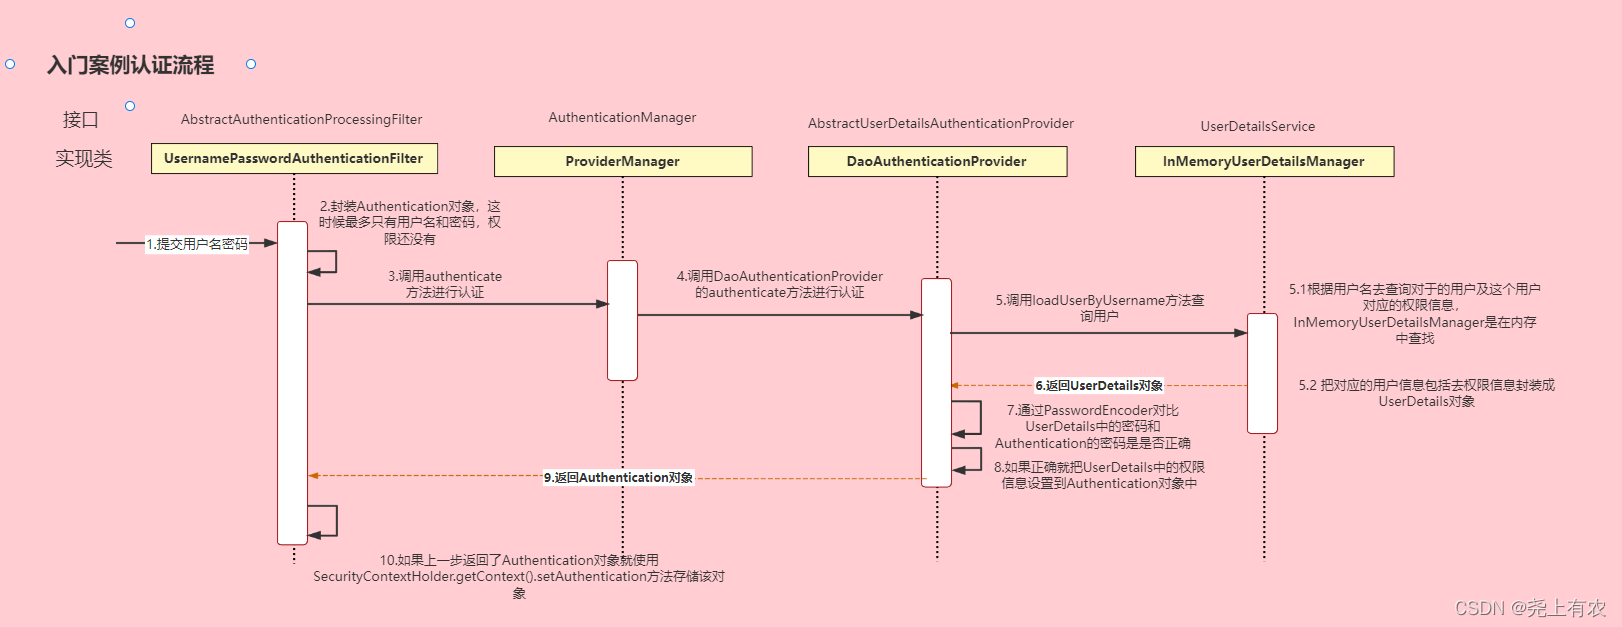 入门案例认证流程
接口
AbstractAuthenticationProcessingFilter
AuthenticationManager
AbstractUserDetailsAuthenticationProvider
UserDetailsService
实现类
UsernamePasswordAuthenticationFilter
ProviderManager
DaoAuthenticationProvider
InMemoryUserDetailsManager
1.提交用户名密码
2.封装Authentication对象，这
时候最多只有用户名和密码，权
限还没有
3.调用authenticate
方法进行认证
4.调用DaoAuthenticationProvider
的authenticate方法进行认证
5.调用loadUserByUsername方法查
询用户
5.1根据用户名去查询对于的用户及这个用户
对应的权限信息，
InMemoryUserDetailsManager是在内存
中查找
5.2 把对应的用户信息包括去权限信息封装成
UserDetails对象
6.返回UserDetails对象
7.通过PasswordEncoder对比
UserDetails中的密码和
Authentication的密码是是否正确
8.如果正确就把UserDetails中的权限
信息设置到Authentication对象中
9.返回Authentication对象
10.如果上一步返回了Authentication对象就使用
SecurityContextHolder.getContext().setAuthentication方法存储该对
象
CSDN @尧上有农